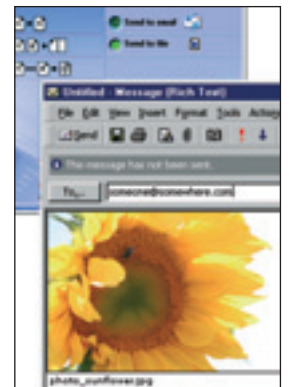 Send to email
Send to file
Untitled - Message (Rich Text)
File Edit View Insert Format Tools Action
Send
This message has not been sent.
To...
someone@somewhere.com
photo_sunflower.jpg